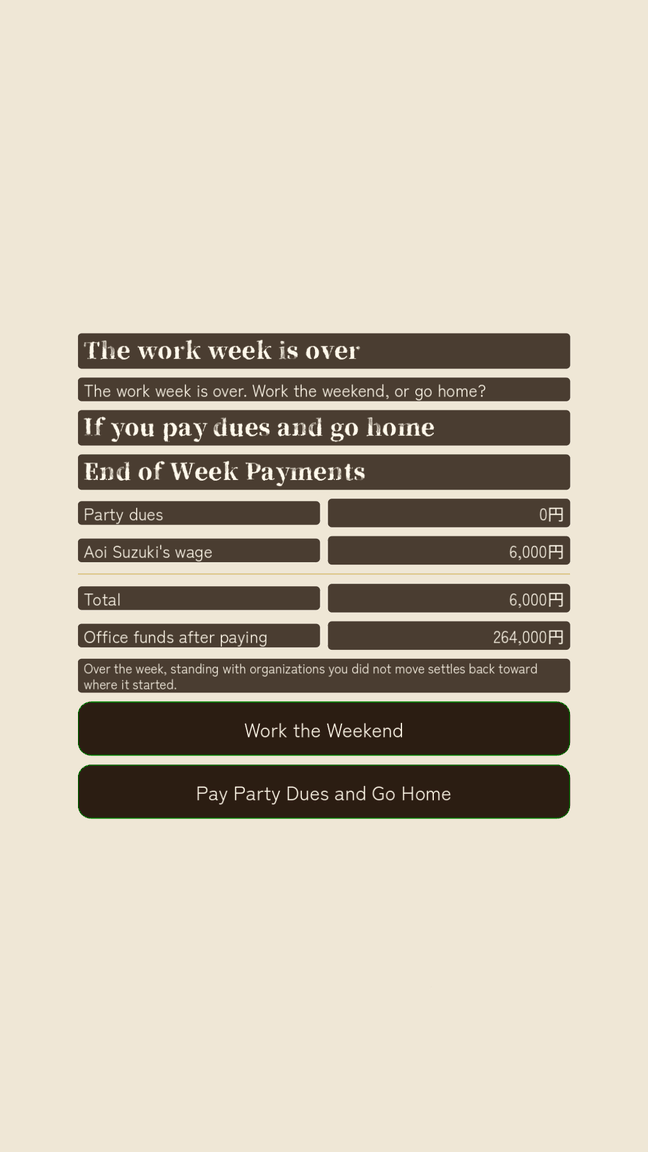 The work week is over
The work week is over. Work the weekend, or go home?
If you pay dues and go home
End of Week Payments
Party dues 0円
Aoi Suzuki's wage 6,000円
Total 6,000円
Office funds after paying 264,000円
Over the week, standing with organizations you did not move settles back toward
where it started.
Work the Weekend
Pay Party Dues and Go Home